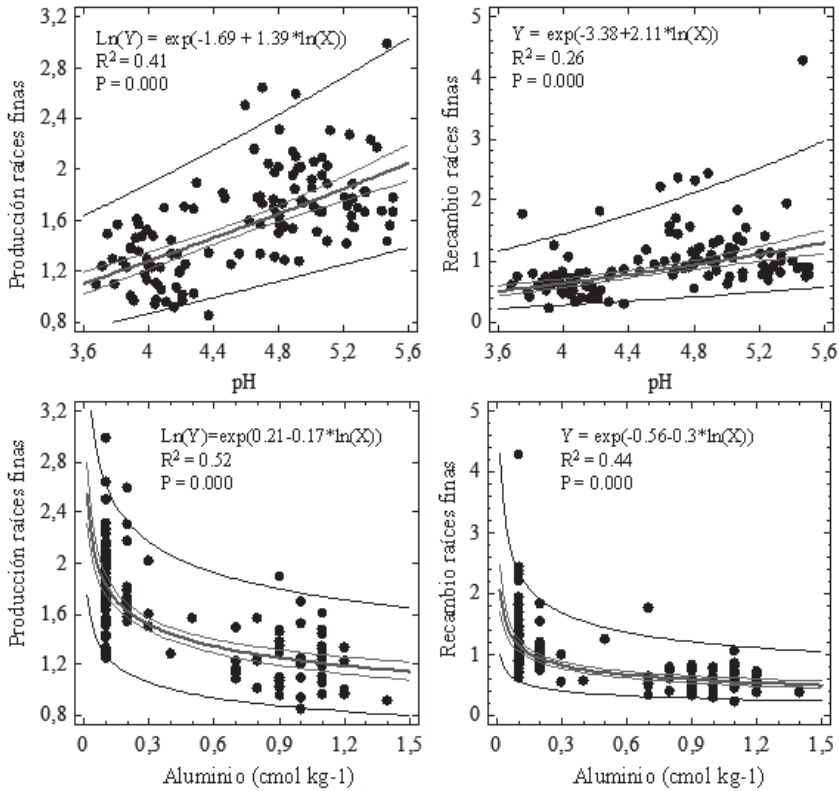 Ln(Y) = exp(-1.69 + 1.39*ln(X))
R² = 0.41
P = 0.000
Producción raíces finas
3,2
2,8
2,4
2
1,6
1,2
0,8
3,6
4
4,4
4,8
5,2
5,6
pH
Y = exp(-3.38+2.11*ln(X))
R² = 0.26
P = 0.000
Recambio raíces finas
5
4
3
2
1
0
3,6
4
4,4
4,8
5,2
5,6
pH
Ln(Y)=exp(0.21-0.17*ln(X))
R² = 0.52
P = 0.000
Producción raíces finas
3,2
2,8
2,4
2
1,6
1,2
0,8
0
0,3
0,6
0,9
1,2
1,5
Aluminio (cmol kg-1)
Y = exp(-0.56-0.3*ln(X))
R² = 0.44
P = 0.000
Recambio raíces finas
5
4
3
2
1
0
0
0,3
0,6
0,9
1,2
1,5
Aluminio (cmol kg-1)